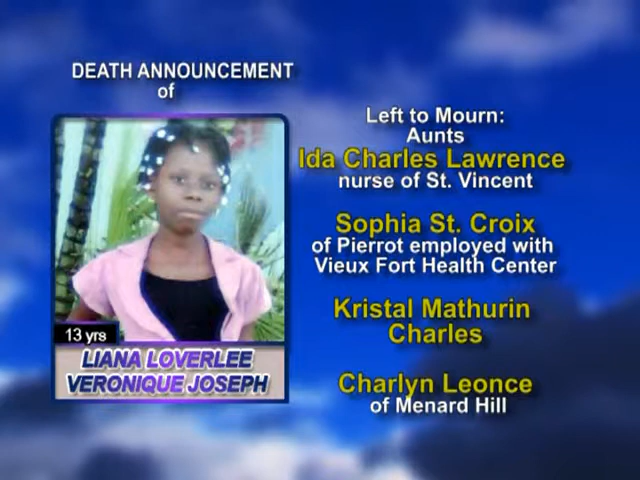 DEATH ANNOUNCEMENT
of
13 yrs
LIANA LOVERLEE
VERONIQUE JOSEPH
Left to Mourn:
Aunts
Ida Charles Lawrence
nurse of St. Vincent
Sophia St. Croix
of Pierrot employed with
Vieux Fort Health Center
Kristal Mathurin
Charles
Charlyn Leonce
of Menard Hill